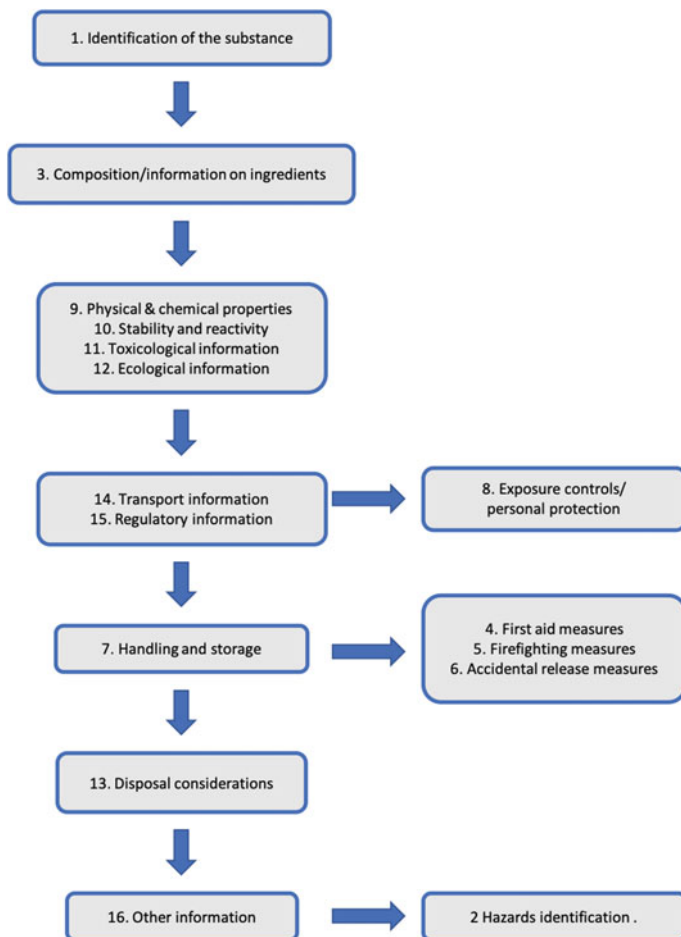 1. Identification of the substance
3. Composition/information on ingredients
9. Physical & chemical properties
10. Stability and reactivity
11. Toxicological information
12. Ecological information
14. Transport information
15. Regulatory information
8. Exposure controls/
personal protection
7. Handling and storage
4. First aid measures
5. Firefighting measures
6. Accidental release measures
13. Disposal considerations
16. Other information
2 Hazards identification .